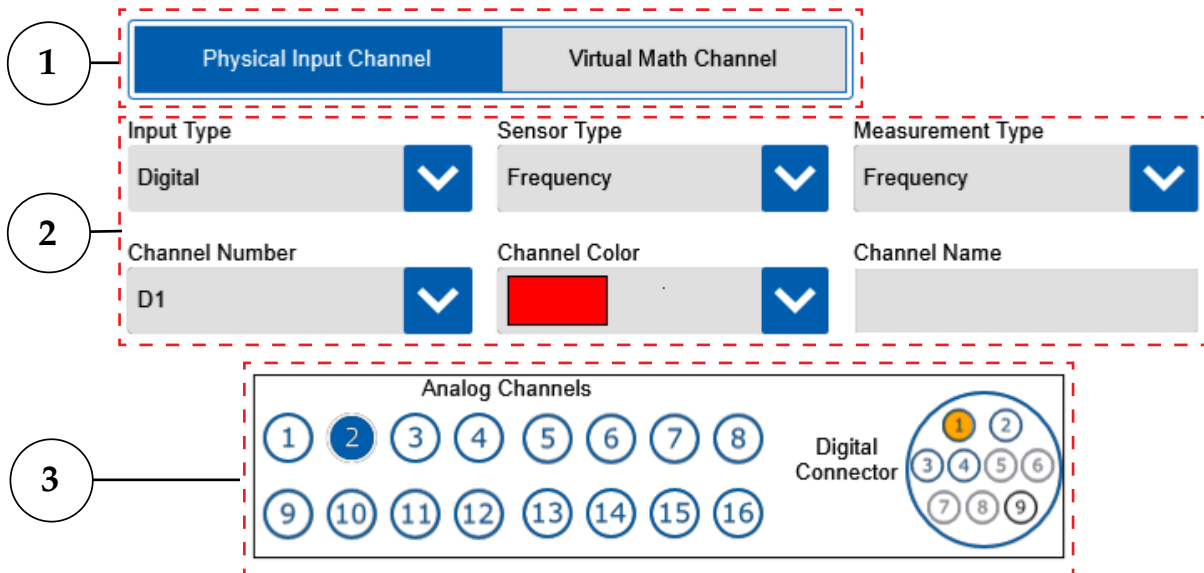 1
Physical Input Channel Virtual Math Channel
Input Type Sensor Type Measurement Type
Digital Frequency Frequency
2
Channel Number Channel Color Channel Name
D1
3
Analog Channels
1 2 3 4 5 6 7 8
9 10 11 12 13 14 15 16
Digital
Connector
1 2
3 4 5 6
7 8 9